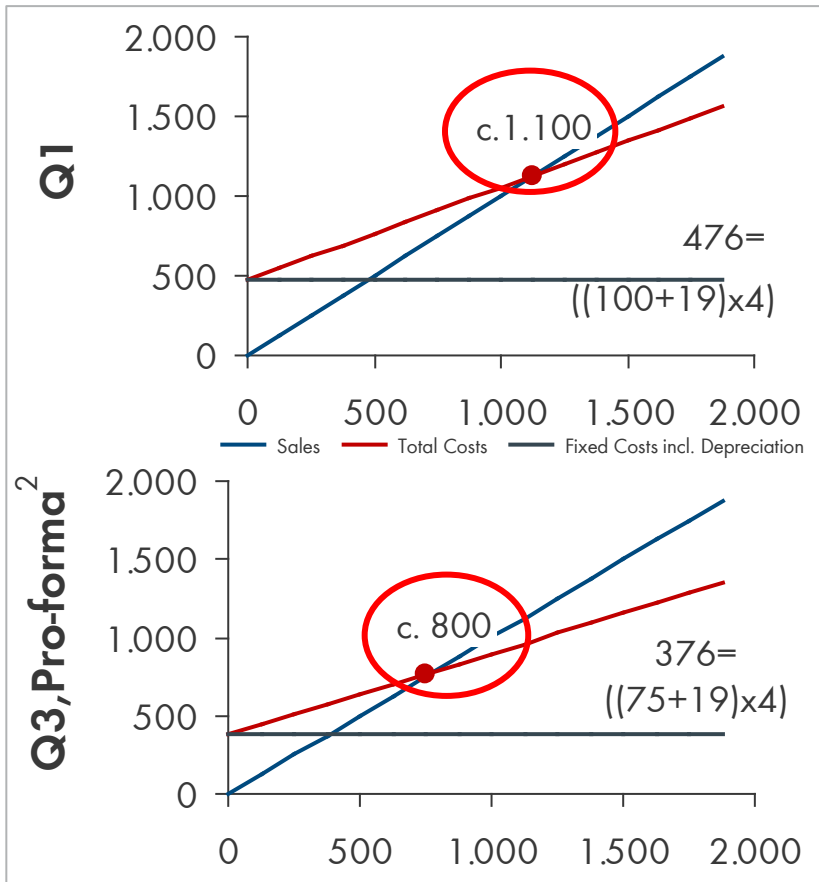 Q1
2.000
1.500
c.1.100
1.000
476=
500
((100+19)x4)
0
0 500 1.000 1.500 2.000
Sales Total Costs Fixed Costs incl. Depreciation
Q3,Pro-forma²
2.000
1.500
c. 800
1.000
376=
500
((75+19)x4)
0
0 500 1.000 1.500 2.000